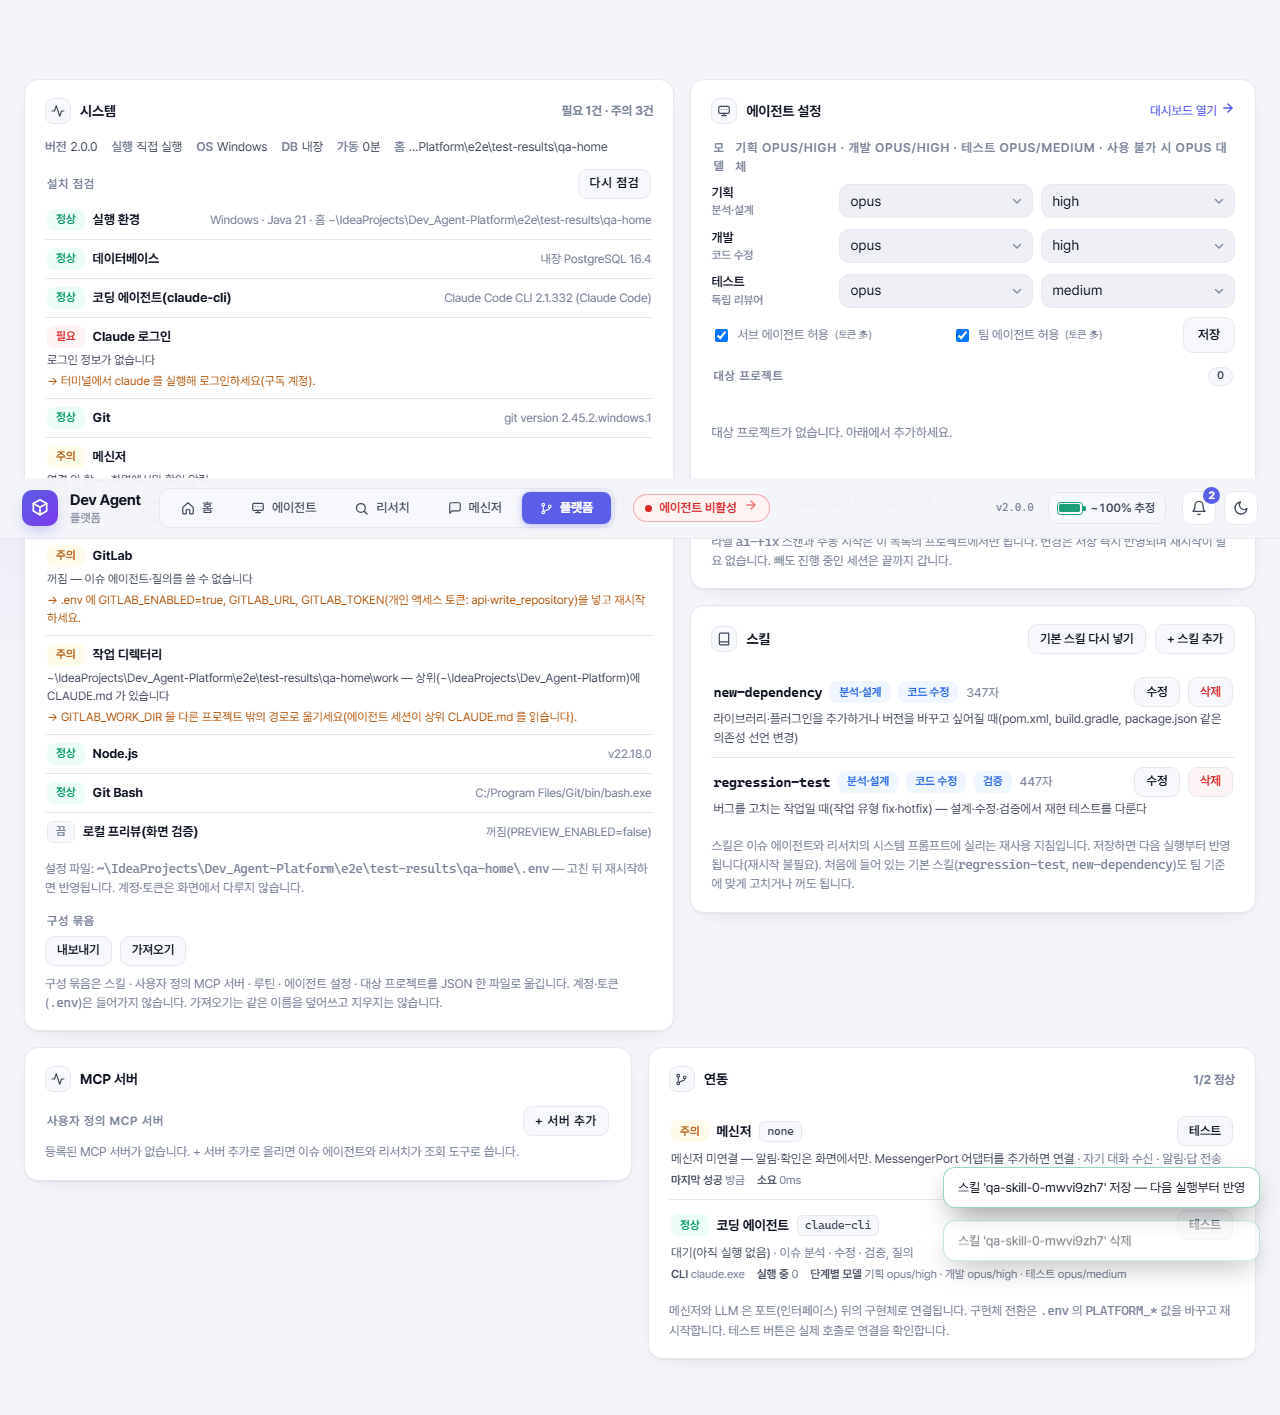 시스템
필요 1건 · 주의 3건
버전 2.0.0 실행 직접 실행 OS Windows DB 내장 가동 0분 홈 ...Platform\e2e\test-results\qa-home
설치 점검
다시 점검
정상 실행 환경 Windows · Java 21 · 홈 ~\IdeaProjects\Dev_Agent-Platform\e2e\test-results\qa-home
정상 데이터베이스 내장 PostgreSQL 16.4
정상 코딩 에이전트(claude-cli) Claude Code CLI 2.1.332 (Claude Code)
필요 Claude 로그인
로그인 정보가 없습니다
→ 터미널에서 claude 를 실행해 로그인하세요(구독 계정).
정상 Git git version 2.45.2.windows.1
주의 메신저
에이전트 설정
대시보드 열기 →
모델 기획 OPUS/HIGH · 개발 OPUS/HIGH · 테스트 OPUS/MEDIUM · 사용 불가 시 OPUS 대체
기획 opus high
분석·설계
개발 opus high
코드 수정
테스트 opus medium
독립 리뷰어
서브 에이전트 허용 (토큰 多) 팀 에이전트 허용 (토큰 多) 저장
대상 프로젝트 0
대상 프로젝트가 없습니다. 아래에서 추가하세요.
Dev Agent
플랫폼
홈 에이전트 리서치 메신저 플랫폼
에이전트 비활성 →
v2.0.0
~100% 추정
2
주의 GitLab
꺼짐 — 이슈 에이전트·질의를 쓸 수 없습니다
→ .env 에 GITLAB_ENABLED=true, GITLAB_URL, GITLAB_TOKEN(개인 액세스 토큰: api·write_repository)을 넣고 재시작
하세요.
주의 작업 디렉터리
~\IdeaProjects\Dev_Agent-Platform\e2e\test-results\qa-home\work — 상위(~\IdeaProjects\Dev_Agent-Platform)에
CLAUDE.md 가 있습니다
→ GITLAB_WORK_DIR 을 다른 프로젝트 밖의 경로로 옮기세요(에이전트 세션이 상위 CLAUDE.md 를 읽습니다).
정상 Node.js v22.18.0
정상 Git Bash C:/Program Files/Git/bin/bash.exe
끔 로컬 프리뷰(화면 검증) 꺼짐(PREVIEW_ENABLED=false)
설정 파일: ~\IdeaProjects\Dev_Agent-Platform\e2e\test-results\qa-home\.env — 고친 뒤 재시작하
면 반영됩니다. 계정·토큰은 화면에서 다루지 않습니다.
구성 묶음
내보내기 가져오기
구성 묶음은 스킬 · 사용자 정의 MCP 서버 · 루틴 · 에이전트 설정 · 대상 프로젝트를 JSON 한 파일로 옮깁니다. 계정·토큰
(.env)은 들어가지 않습니다. 가져오기는 같은 이름을 덮어쓰고 지우지는 않습니다.
라벨 ai-fix 스캔과 수동 시작은 이 목록의 프로젝트에서만 됩니다. 변경은 저장 즉시 반영되며 재시작이 필
요 없습니다. 빼도 진행 중인 세션은 끝까지 갑니다.
스킬
기본 스킬 다시 넣기 + 스킬 추가
new-dependency 분석·설계 코드 수정 347자 수정 삭제
라이브러리·플러그인을 추가하거나 버전을 바꾸고 싶어질 때(pom.xml, build.gradle, package.json 같은
의존성 선언 변경)
regression-test 분석·설계 코드 수정 검증 447자 수정 삭제
버그를 고치는 작업일 때(작업 유형 fix·hotfix) — 설계·수정·검증에서 재현 테스트를 다룬다
스킬은 이슈 에이전트와 리서치의 시스템 프롬프트에 실리는 재사용 지침입니다. 저장하면 다음 실행부터 반영
됩니다(재시작 불필요). 처음에 들어 있는 기본 스킬(regression-test, new-dependency)도 팀 기준
에 맞게 고치거나 꺼도 됩니다.
MCP 서버
사용자 정의 MCP 서버 + 서버 추가
등록된 MCP 서버가 없습니다. + 서버 추가로 올리면 이슈 에이전트와 리서치가 조회 도구로 씁니다.
연동 1/2 정상
주의 메신저 none 테스트
메신저 미연결 — 알림·확인은 화면에서만. MessengerPort 어댑터를 추가하면 연결 · 자기 대화 수신 · 알림·답 전송
마지막 성공 방금 소요 0ms
스킬 'qa-skill-0-mwvi9zh7' 저장 — 다음 실행부터 반영
정상 코딩 에이전트 claude-cli 테스트
스킬 'qa-skill-0-mwvi9zh7' 삭제
대기(아직 실행 없음) · 이슈 분석 · 수정 · 검증, 질의
CLI claude.exe 실행 중 0 단계별 모델 기획 opus/high · 개발 opus/high · 테스트 opus/medium
메신저와 LLM 은 포트(인터페이스) 뒤의 구현체로 연결됩니다. 구현체 전환은 .env 의 PLATFORM_* 값을 바꾸고 재
시작합니다. 테스트 버튼은 실제 호출로 연결을 확인합니다.